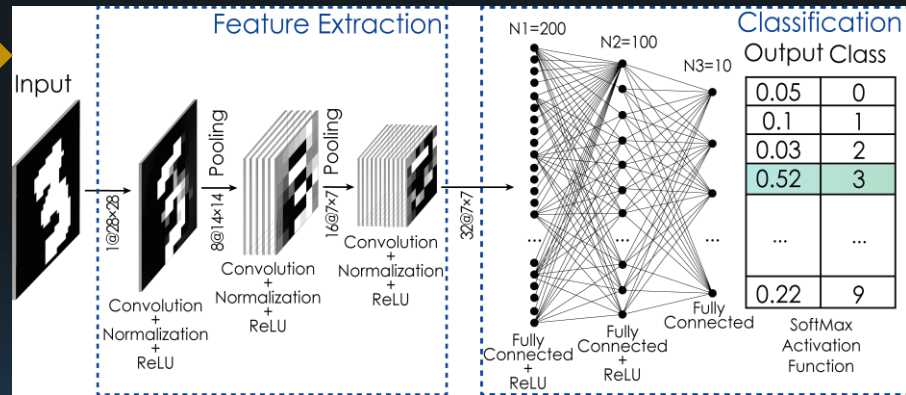 Feature Extraction
Classification
Input
1@28×28
Convolution
+
Normalization
+
ReLU
8@14×14
Pooling
Convolution
+
Normalization
+
ReLU
16@7×7
Pooling
Convolution
+
Normalization
+
ReLU
32@7×7
N1=200
N2=100
N3=10
...
...
...
Fully
Connected
+
ReLU
Fully
Connected
+
ReLU
Fully
Connected
Output Class
0.05 0
0.1 1
0.03 2
0.52 3
... ...
0.22 9
SoftMax
Activation
Function